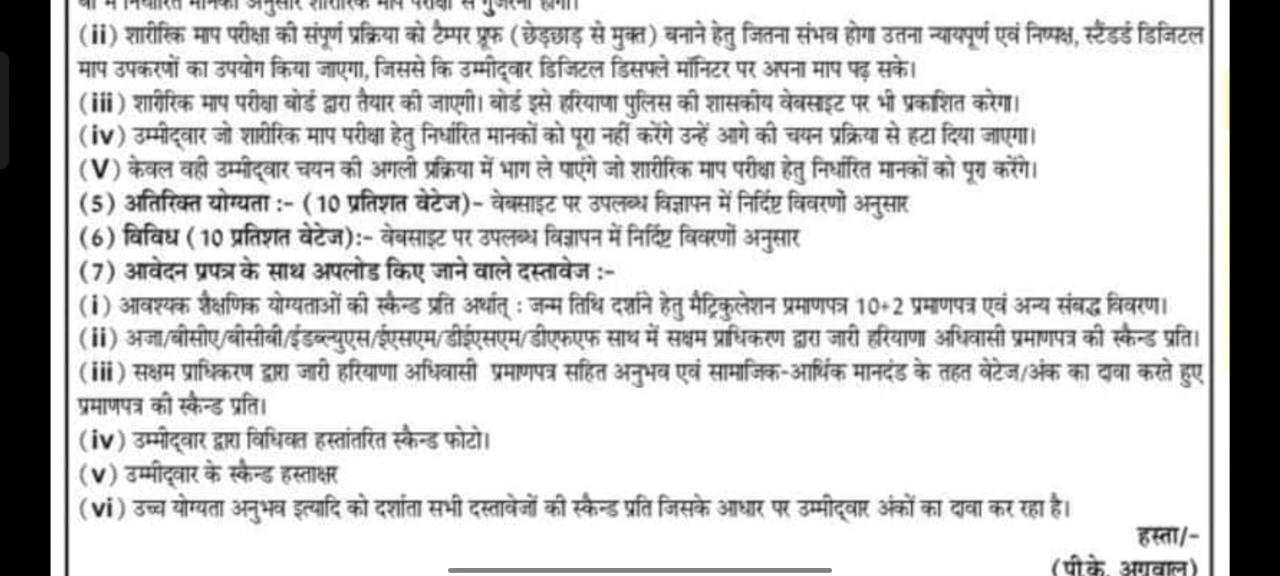 (ii) शारीरिक माप परीक्षा की संपूर्ण प्रक्रिया को टैम्पर प्रूफ (छेड़छाड़ से मुक्त) बनाने हेतु जितना संभव होगा उतना न्यायपूर्ण एवं निष्पक्ष, स्टैंडर्ड डिजिटल
माप उपकरणों का उपयोग किया जाएगा, जिससे कि उम्मीद्वार डिजिटल डिसप्ले मॉनिटर पर अपना माप पढ़ सके।
(iii) शारीरिक माप परीक्षा बोर्ड द्वारा तैयार की जाएगी। बोर्ड इसे हरियाणा पुलिस की शासकीय वेबसाइट पर भी प्रकाशित करेगा।
(iv) उम्मीद्वार जो शारीरिक माप परीक्षा हेतु निर्धारित मानकों को पूरा नहीं करेंगे उन्हें आगे की चयन प्रक्रिया से हटा दिया जाएगा।
(V) केवल वही उम्मीद्वार चयन की अगली प्रक्रिया में भाग ले पाएंगे जो शारीरिक माप परीक्षा हेतु निर्धारित मानकों को पूरा करेंगे।
(5) अतिरिक्त योग्यता :- (10 प्रतिशत वेटेज)- वेबसाइट पर उपलब्ध विज्ञापन में निर्दिष्ट विवरणों अनुसार
(6) विविध (10 प्रतिशत वेटेज):- वेबसाइट पर उपलब्ध विज्ञापन में निर्दिष्ट विवरणों अनुसार
(7) आवेदन प्रपत्र के साथ अपलोड किए जाने वाले दस्तावेज :-
(i) आवश्यक शैक्षणिक योग्यताओं की स्कैन्ड प्रति अर्थात् : जन्म तिथि दर्शाने हेतु मैट्रिकुलेशन प्रमाणपत्र 10+2 प्रमाणपत्र एवं अन्य संबद्ध विवरण।
(ii) अजा/बीसीए/बीसीबी/ईडब्ल्युएस/ईएसएम/डीईएसएम/डीएफएफ साथ में सक्षम प्राधिकरण द्वारा जारी हरियाणा अधिवासी प्रमाणपत्र की स्कैन्ड प्रति।
(iii) सक्षम प्राधिकरण द्वारा जारी हरियाणा अधिवासी प्रमाणपत्र सहित अनुभव एवं सामाजिक-आर्थिक मानदंड के तहत वेटेज/अंक का दावा करते हुए
प्रमाणपत्र की स्कैन्ड प्रति।
(iv) उम्मीद्वार द्वारा विधिवत हस्तांतरित स्कैन्ड फोटो।
(v) उम्मीद्वार के स्कैन्ड हस्ताक्षर
(vi) उच्च योग्यता अनुभव इत्यादि को दर्शाता सभी दस्तावेजों की स्कैन्ड प्रति जिसके आधार पर उम्मीद्वार अंकों का दावा कर रहा है।
हस्ता/-
(पी.के. अग्रवाल)